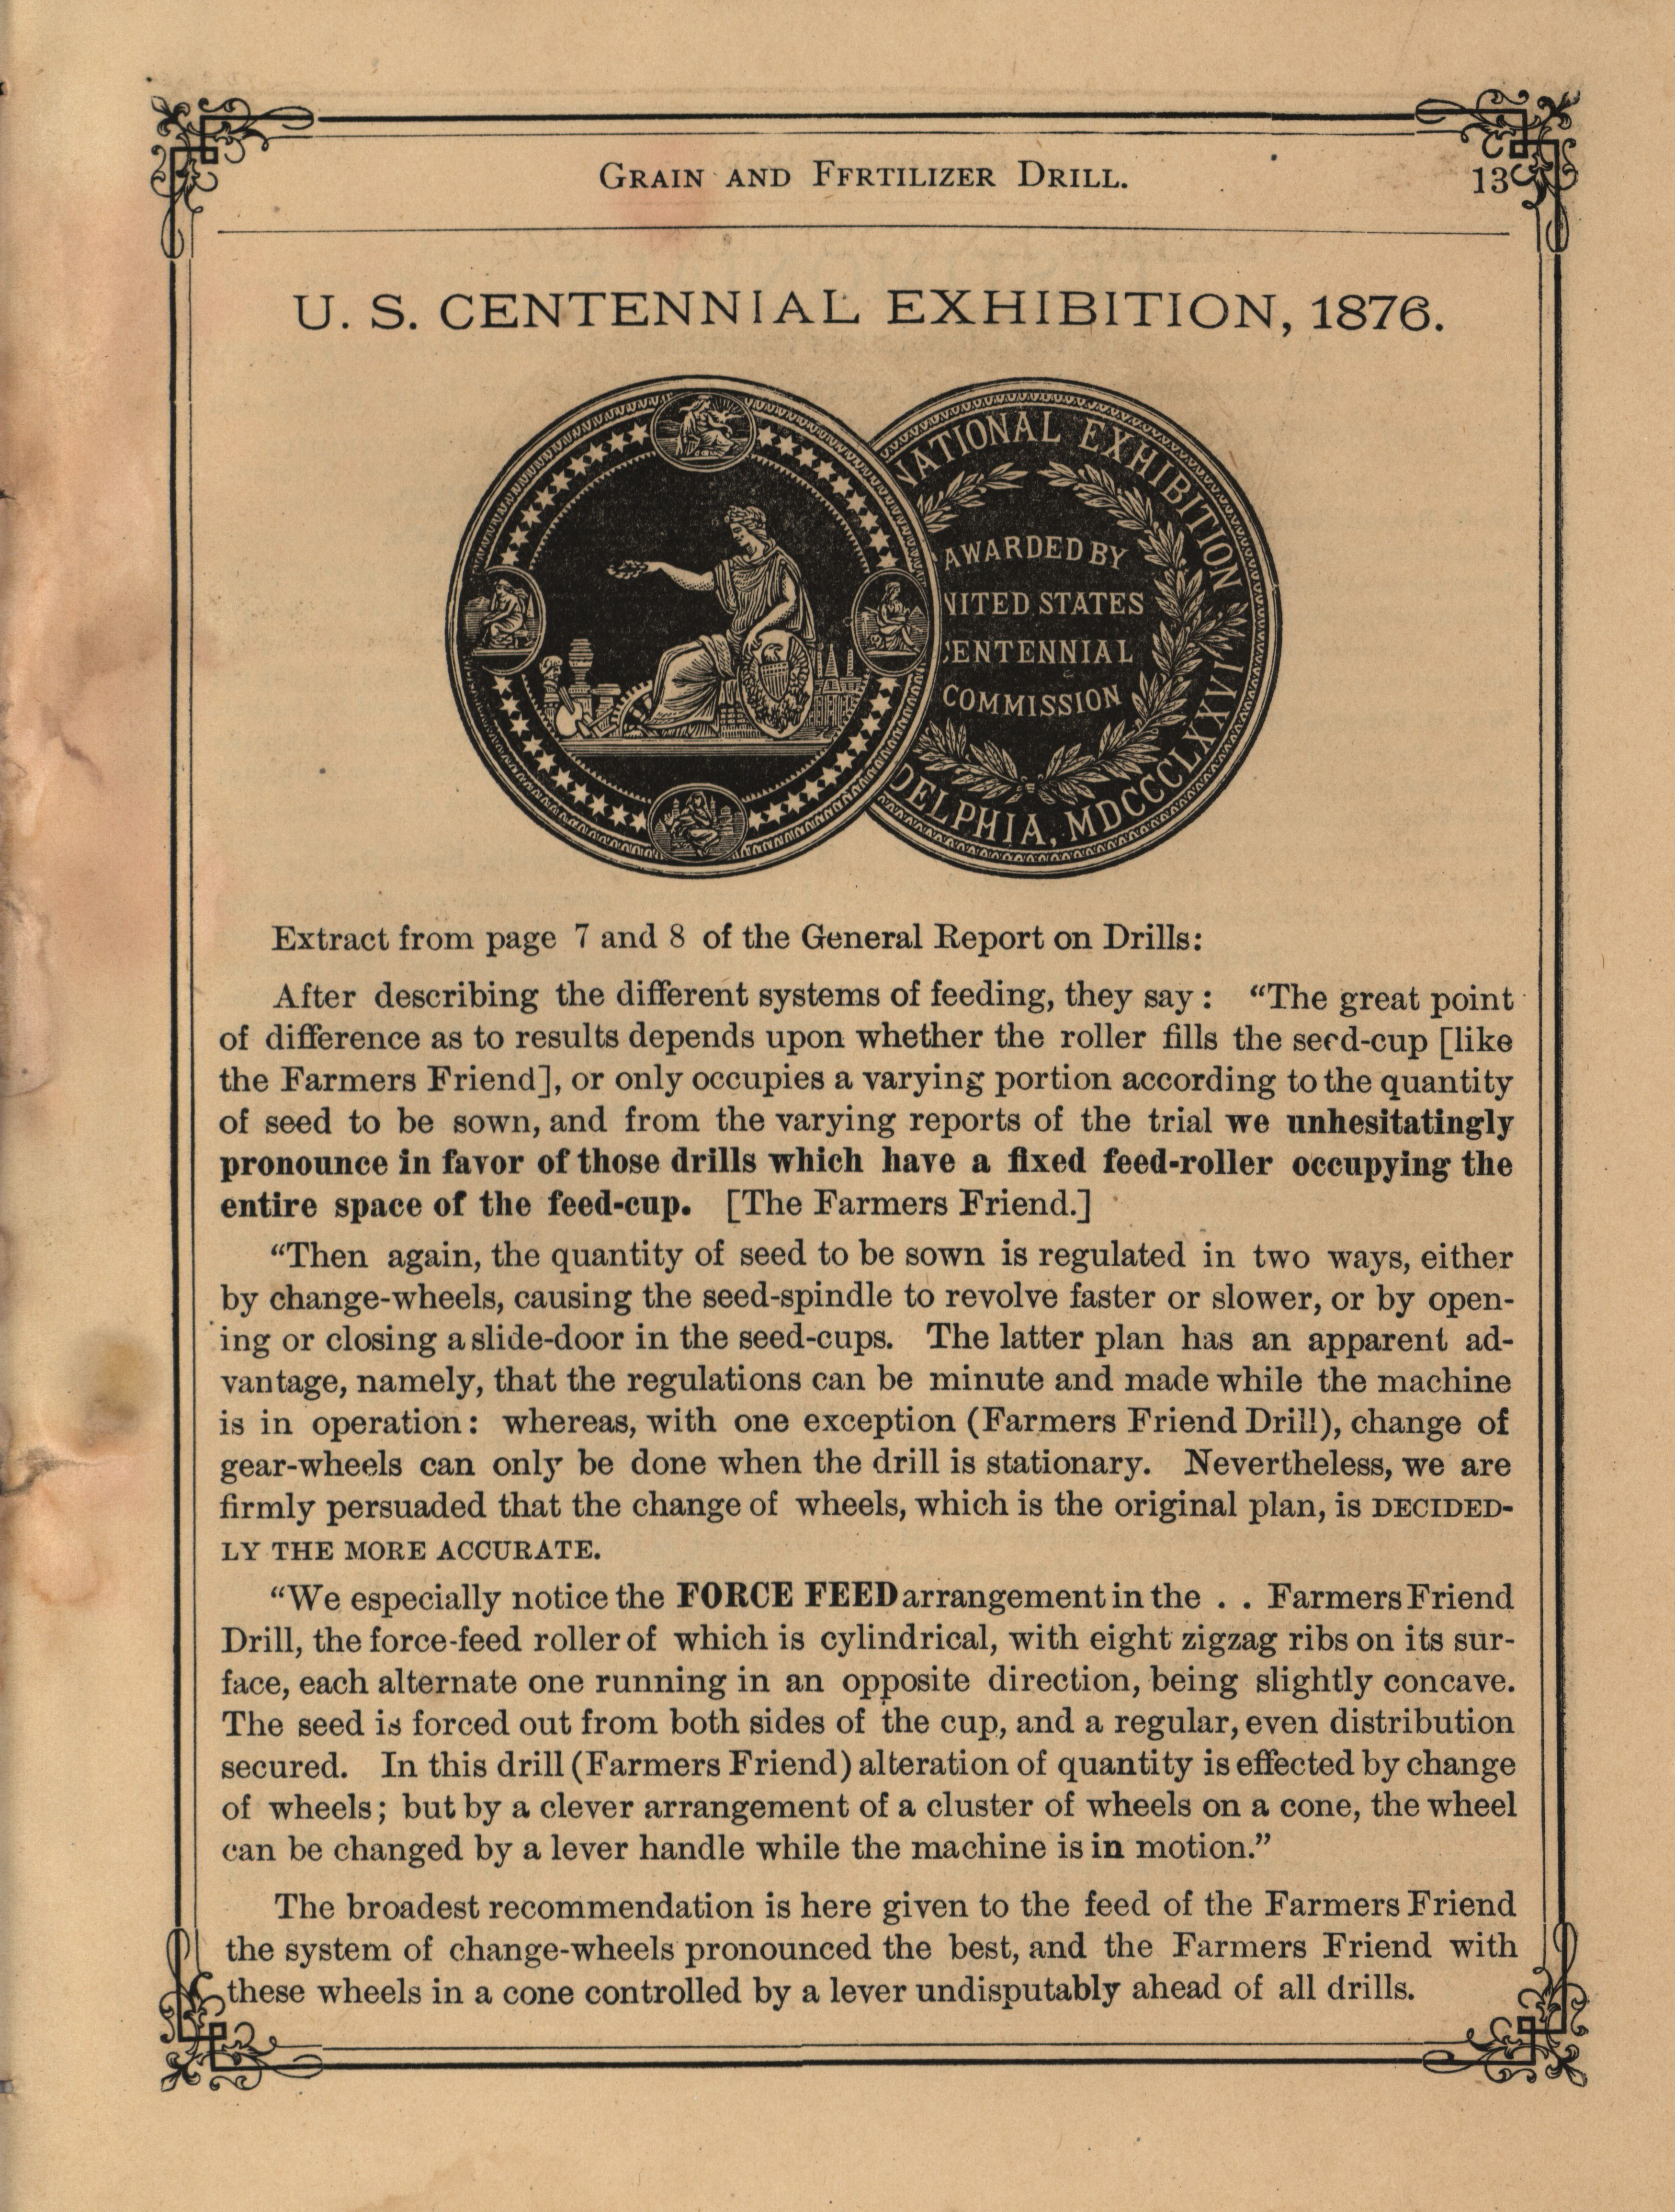 GRAIN AND FFRTILIZER DRILL.
13
U. S. CENTENNIAL EXHIBITION, 1876.
NATIONAL EXHIBITION
AWARDED BY
NITED STATES
CENTENNIAL
COMMISSION
DELPHIA, MDCCCLXXVI
Extract from page 7 and 8 of the General Report on Drills:
After describing the different systems of feeding, they say: “The great point
of difference as to results depends upon whether the roller fills the seed-cup [like
the Farmers Friend], or only occupies a varying portion according to the quantity
of seed to be sown, and from the varying reports of the trial we unhesitatingly
pronounce in favor of those drills which have a fixed feed-roller occupying the
entire space of the feed-cup. [The Farmers Friend.]
“Then again, the quantity of seed to be sown is regulated in two ways, either
by change-wheels, causing the seed-spindle to revolve faster or slower, or by open-
ing or closing a slide-door in the seed-cups. The latter plan has an apparent ad-
vantage, namely, that the regulations can be minute and made while the machine
is in operation: whereas, with one exception (Farmers Friend Drill), change of
gear-wheels can only be done when the drill is stationary. Nevertheless, we are
firmly persuaded that the change of wheels, which is the original plan, is DECIDED-
LY THE MORE ACCURATE.
“We especially notice the FORCE FEED arrangement in the . . Farmers Friend
Drill, the force-feed roller of which is cylindrical, with eight zigzag ribs on its sur-
face, each alternate one running in an opposite direction, being slightly concave.
The seed is forced out from both sides of the cup, and a regular, even distribution
secured. In this drill (Farmers Friend) alteration of quantity is effected by change
of wheels; but by a clever arrangement of a cluster of wheels on a cone, the wheel
can be changed by a lever handle while the machine is in motion.”
The broadest recommendation is here given to the feed of the Farmers Friend
the system of change-wheels pronounced the best, and the Farmers Friend with
these wheels in a cone controlled by a lever undisputably ahead of all drills.